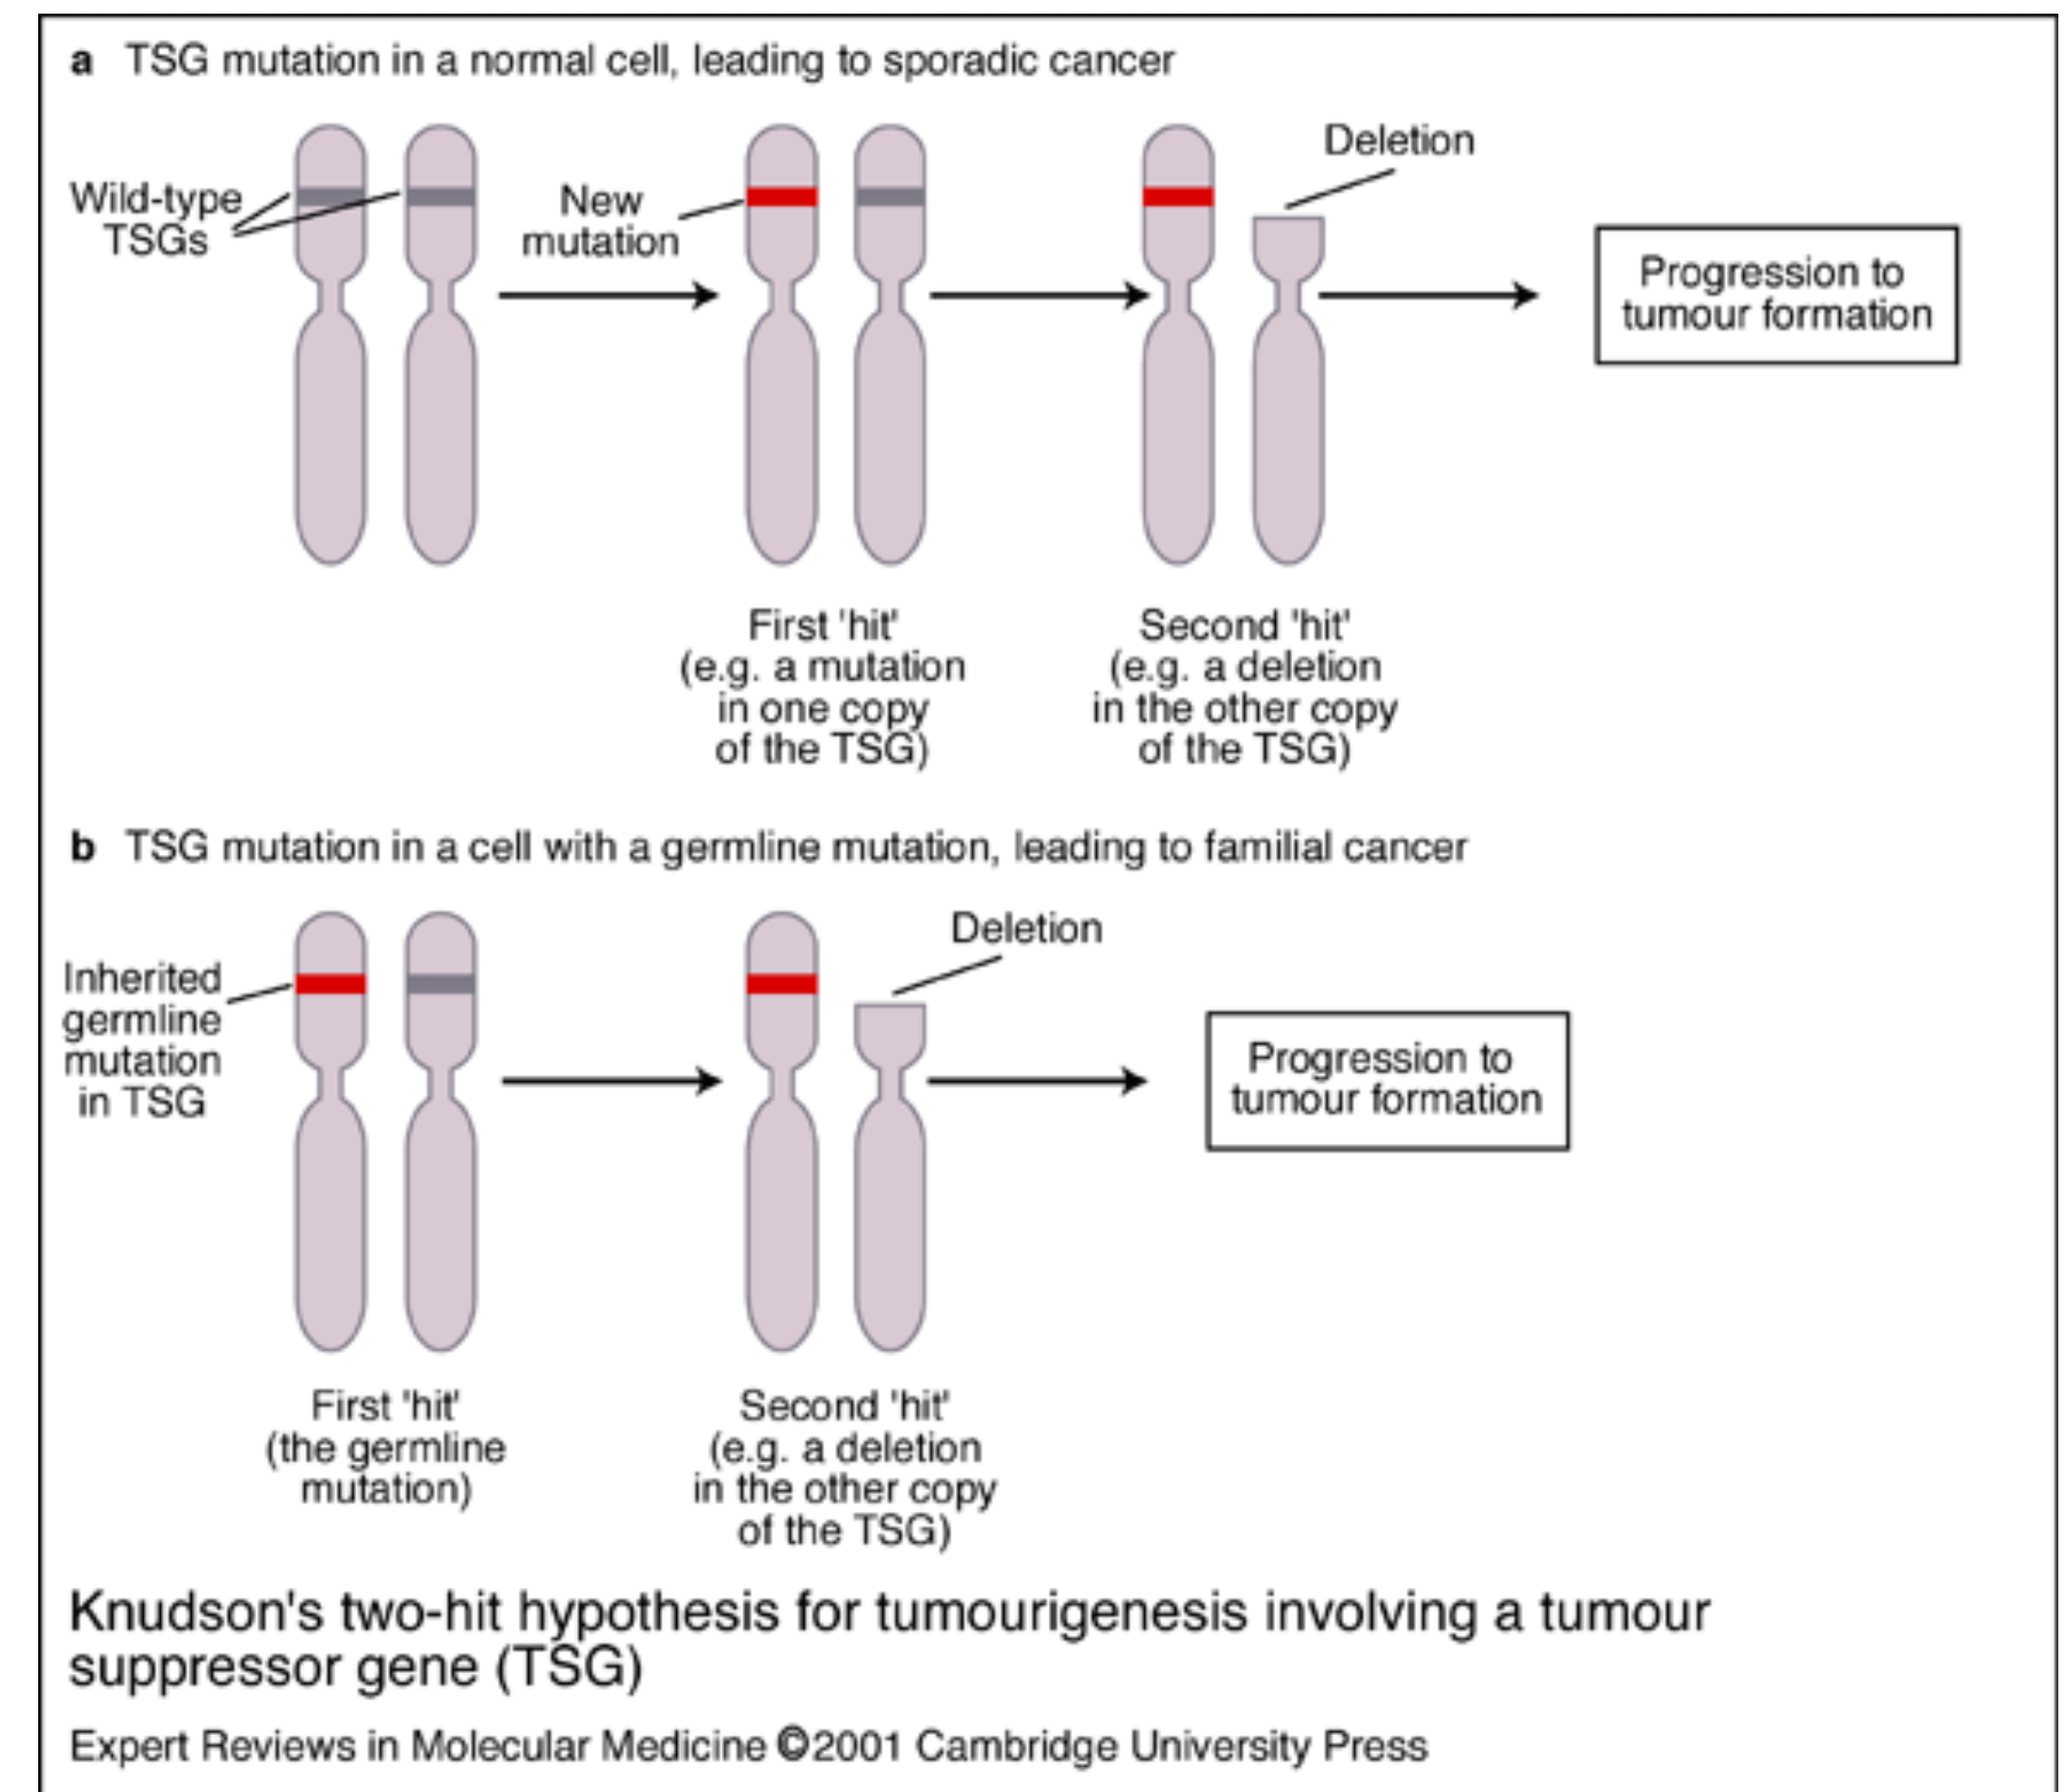 a TSG mutation in a normal cell, leading to sporadic cancer
Deletion
Wild-type
TSGs
New
mutation
Progression to
tumour formation
First 'hit'
(e.g. a mutation
in one copy
of the TSG)
Second 'hit'
(e.g. a deletion
in the other copy
of the TSG)
b TSG mutation in a cell with a germline mutation, leading to familial cancer
Deletion
Inherited
germline
mutation
in TSG
Progression to
tumour formation
First 'hit'
(the germline
mutation)
Second 'hit'
(e.g. a deletion
in the other copy
of the TSG)
Knudson's two-hit hypothesis for tumourigenesis involving a tumour
suppressor gene (TSG)
Expert Reviews in Molecular Medicine ©2001 Cambridge University Press